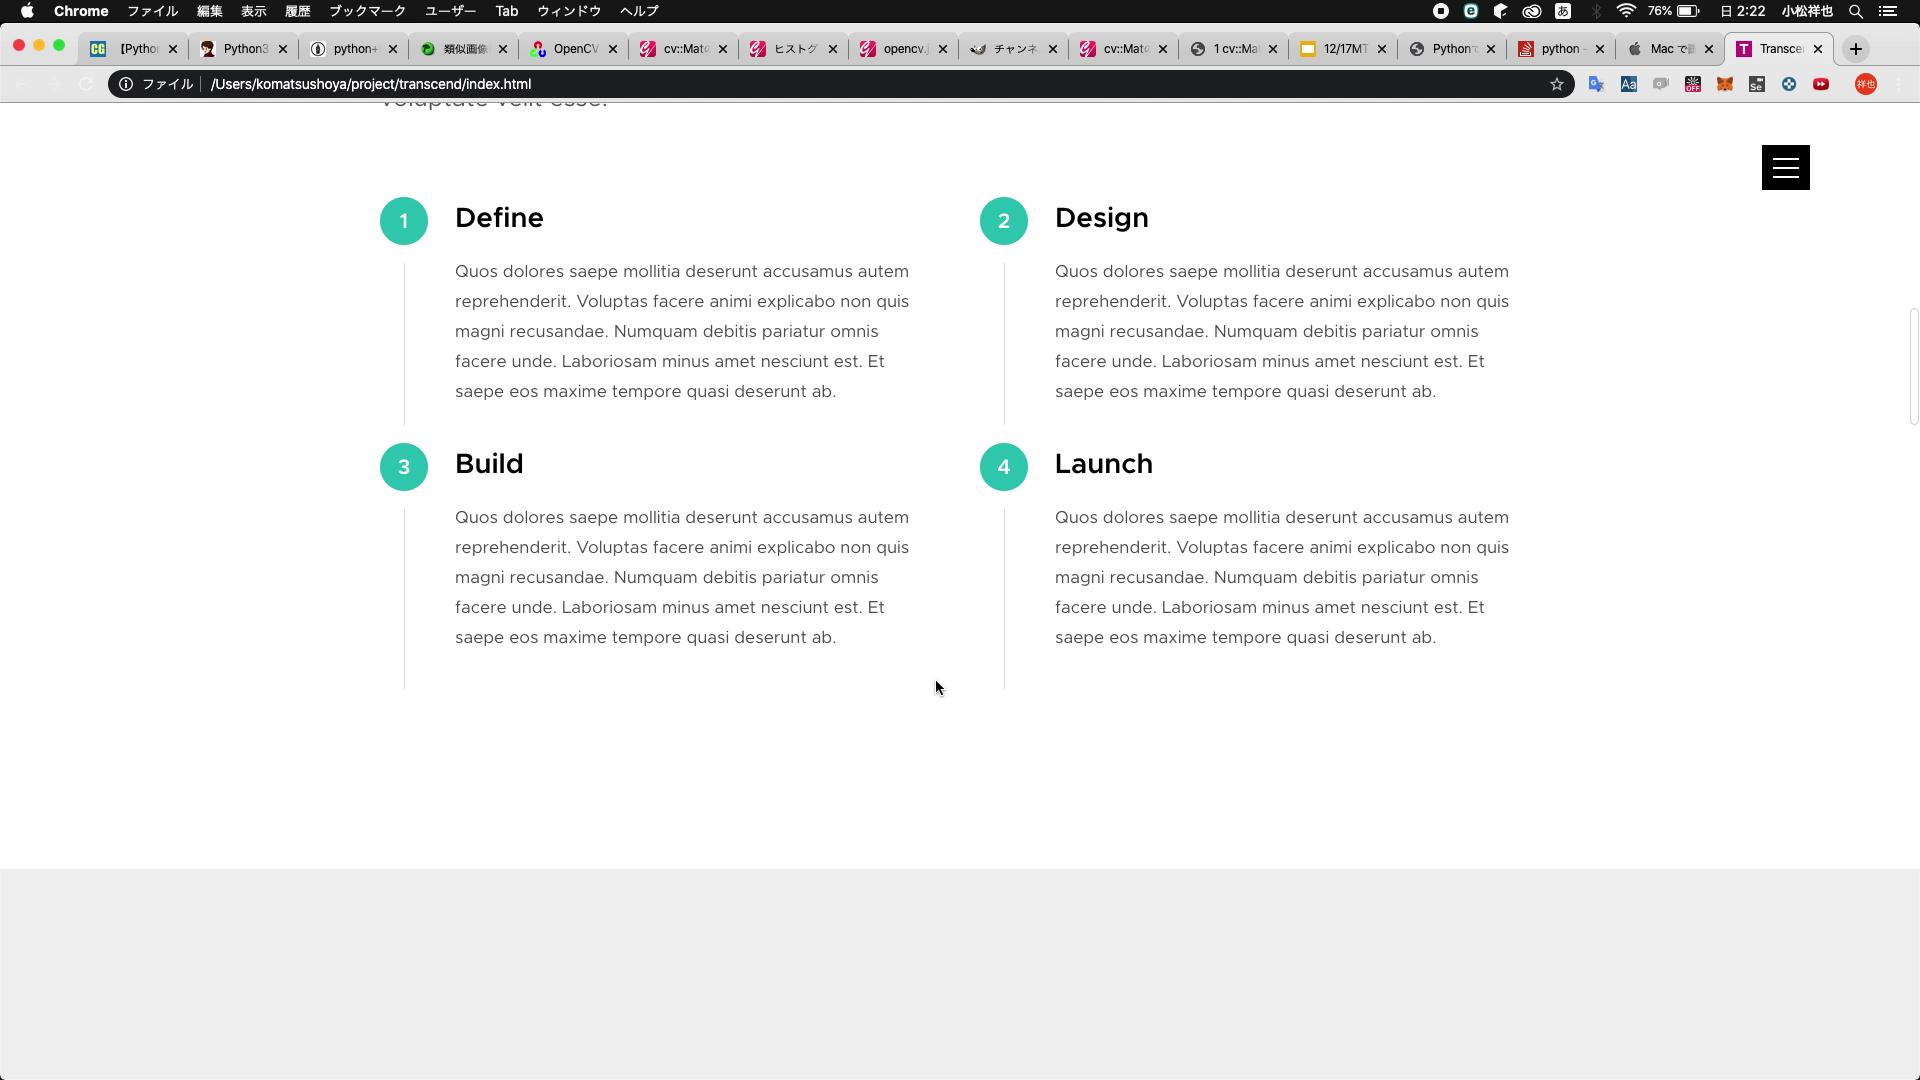 Chrome ファイル 編集 表示 履歴 ブックマーク ユーザー Tab ウィンドウ ヘルプ あ 76% 日 2:22 小松祥也
CG 【Pytho Python3 python+ 類似画像 OpenCV cv::Mat ヒストグ opencv. チャンネ cv::Mat 1 cv::Ma 12/17MT Python python - Mac で T Transce
ファイル /Users/komatsushoya/project/transcend/index.html Aa OFF Se 祥也
voluptate velit esse.
1 Define
Quos dolores saepe mollitia deserunt accusamus autem
reprehenderit. Voluptas facere animi explicabo non quis
magni recusandae. Numquam debitis pariatur omnis
facere unde. Laboriosam minus amet nesciunt est. Et
saepe eos maxime tempore quasi deserunt ab.
2 Design
Quos dolores saepe mollitia deserunt accusamus autem
reprehenderit. Voluptas facere animi explicabo non quis
magni recusandae. Numquam debitis pariatur omnis
facere unde. Laboriosam minus amet nesciunt est. Et
saepe eos maxime tempore quasi deserunt ab.
3 Build
Quos dolores saepe mollitia deserunt accusamus autem
reprehenderit. Voluptas facere animi explicabo non quis
magni recusandae. Numquam debitis pariatur omnis
facere unde. Laboriosam minus amet nesciunt est. Et
saepe eos maxime tempore quasi deserunt ab.
4 Launch
Quos dolores saepe mollitia deserunt accusamus autem
reprehenderit. Voluptas facere animi explicabo non quis
magni recusandae. Numquam debitis pariatur omnis
facere unde. Laboriosam minus amet nesciunt est. Et
saepe eos maxime tempore quasi deserunt ab.